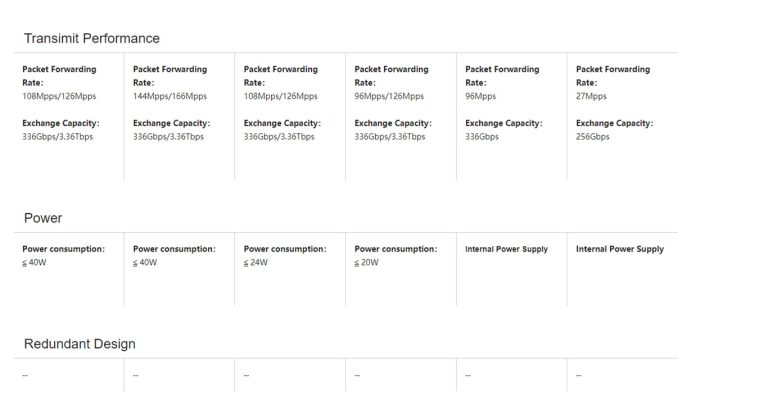 Transimit Performance
Packet Forwarding Rate:
108Mpps/126Mpps
Exchange Capacity:
336Gbps/3.36Tbps
Packet Forwarding Rate:
144Mpps/166Mpps
Exchange Capacity:
336Gbps/3.36Tbps
Packet Forwarding Rate:
108Mpps/126Mpps
Exchange Capacity:
336Gbps/3.36Tbps
Packet Forwarding Rate:
96Mpps/126Mpps
Exchange Capacity:
336Gbps/3.36Tbps
Packet Forwarding Rate:
96Mpps
Exchange Capacity:
336Gbps
Packet Forwarding Rate:
27Mpps
Exchange Capacity:
256Gbps
Power
Power consumption:
≦ 40W
Power consumption:
≦ 40W
Power consumption:
≦ 24W
Power consumption:
≦ 20W
Internal Power Supply
Internal Power Supply
Redundant Design
--
--
--
--
--
--